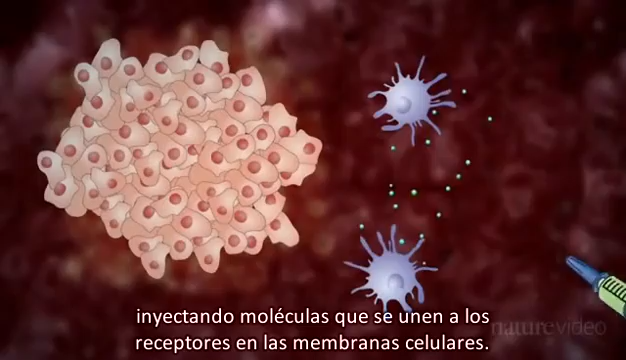 inyectando moléculas que se unen a los
receptores en las membranas celulares.
naturevideo